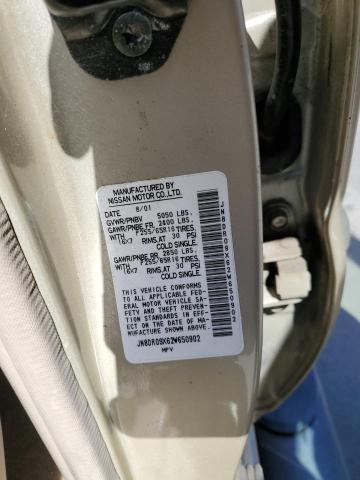 MANUFACTURED BY
NISSAN MOTOR CO.,LTD.
DATE 8/01
GVWR/PNBV 5050 LBS.
GAWR/PNBE FR 2400 LBS.
WITH P255/65R16 TIRES,
16x7 RIMS,AT 30 PSI
COLD SINGLE.
GAWR/PNBE RR 2850 LBS.
WITH P255/65R16 TIRES,
16x7 RIMS,AT 30 PSI
COLD SINGLE.
THIS VEHICLE CONFORMS
TO ALL APPLICABLE FED-
ERAL MOTOR VEHICLE SA-
FETY AND THEFT PREVEN-
TION STANDARDS IN EFF-
ECT ON THE DATE OF MA-
NUFACTURE SHOWN ABOVE.
JN8DR09X62W650902
MPV
JN8DR09X62W650902